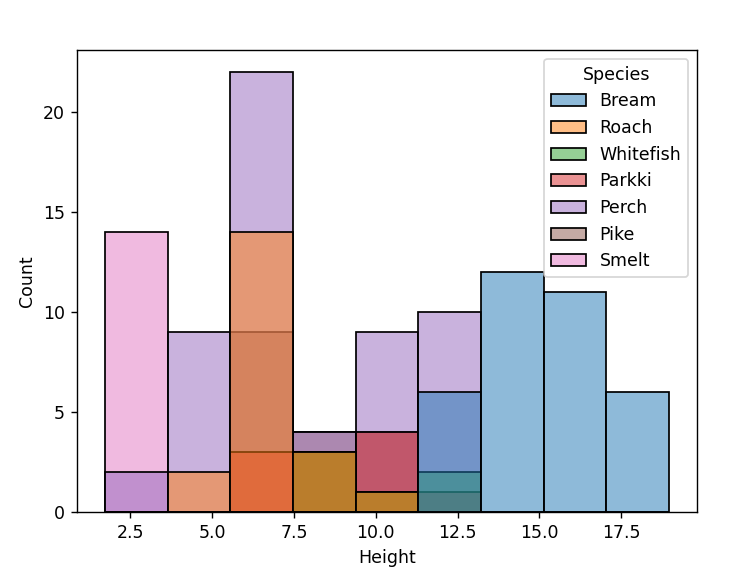 Species
Bream
Roach
Whitefish
Parkki
Perch
Pike
Smelt
Count
20
15
10
5
0
2.5 5.0 7.5 10.0 12.5 15.0 17.5
Height